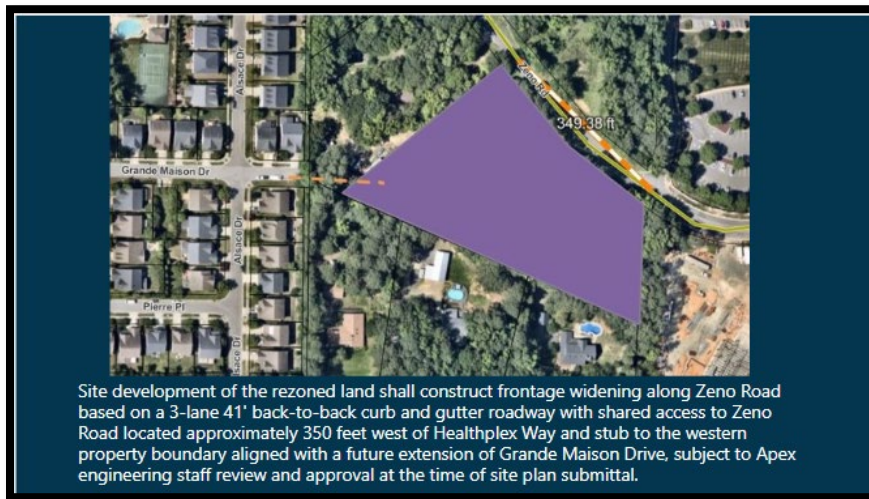 Alsace Dr
Zeno Rd
349.38 ft
Grande Maison Dr
Alsace Dr
Pierre Pl
Alsace Dr
Site development of the rezoned land shall construct frontage widening along Zeno Road
based on a 3-lane 41' back-to-back curb and gutter roadway with shared access to Zeno
Road located approximately 350 feet west of Healthplex Way and stub to the western
property boundary aligned with a future extension of Grande Maison Drive, subject to Apex
engineering staff review and approval at the time of site plan submittal.